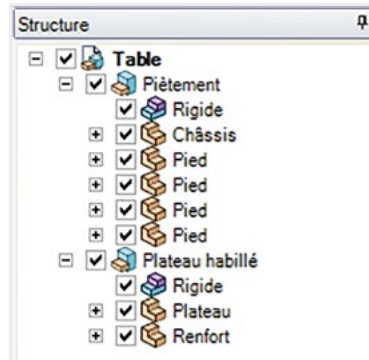 Structure
Table
Piètement
Rigide
Châssis
Pied
Pied
Pied
Pied
Plateau habillé
Rigide
Plateau
Renfort